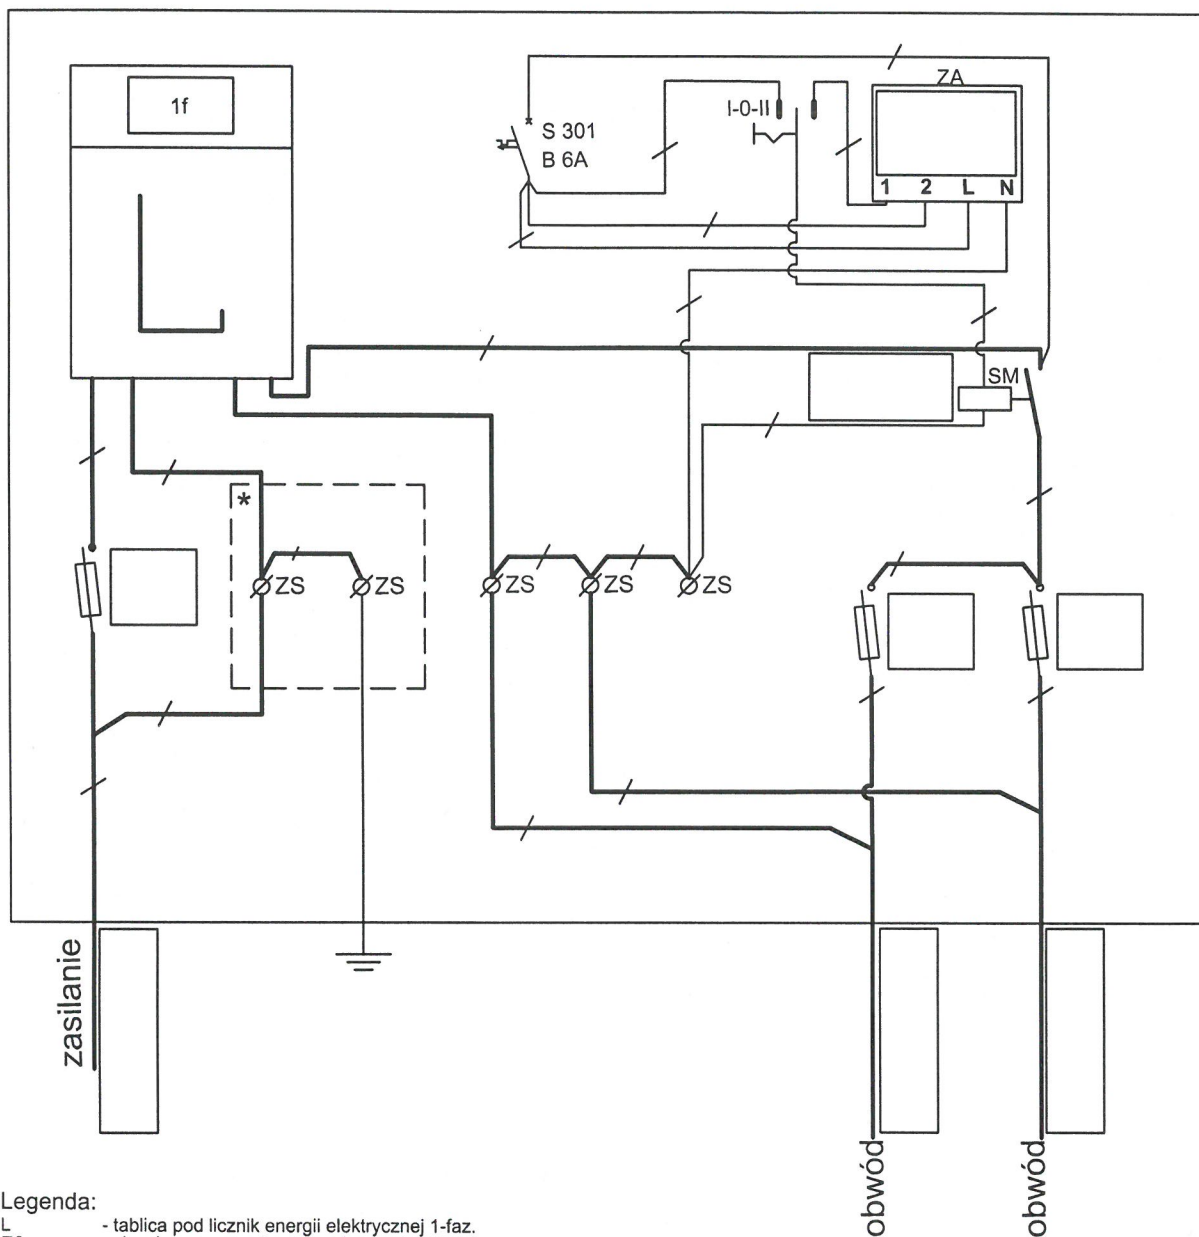 1f
ZA
I-0-II
S 301
B 6A
1 2 L N
SM
*
ZS
ZS
ZS
ZS
ZS
zasilanie
obwód
obwód
Legenda:
L - tablica pod licznik energii elektrycznej 1-faz.